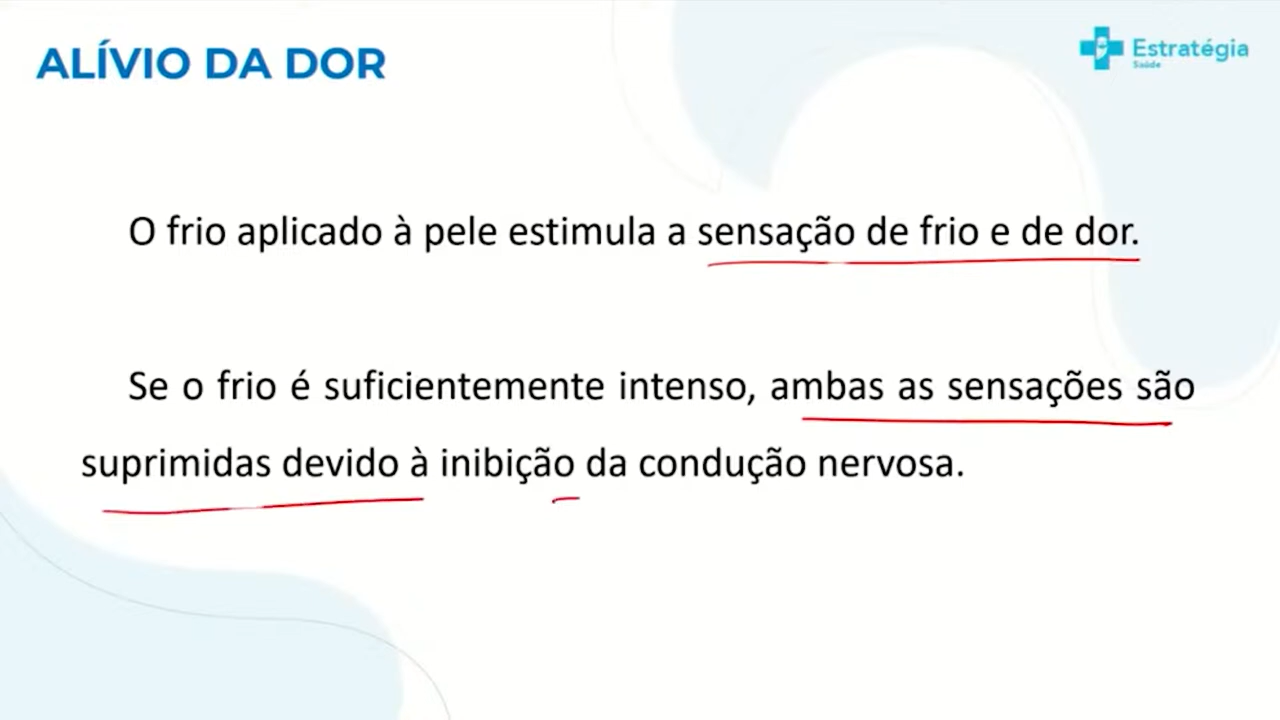 ALÍVIO DA DOR
Estratégia
Saúde
O frio aplicado à pele estimula a sensação de frio e de dor.
Se o frio é suficientemente intenso, ambas as sensações são
suprimidas devido à inibição da condução nervosa.